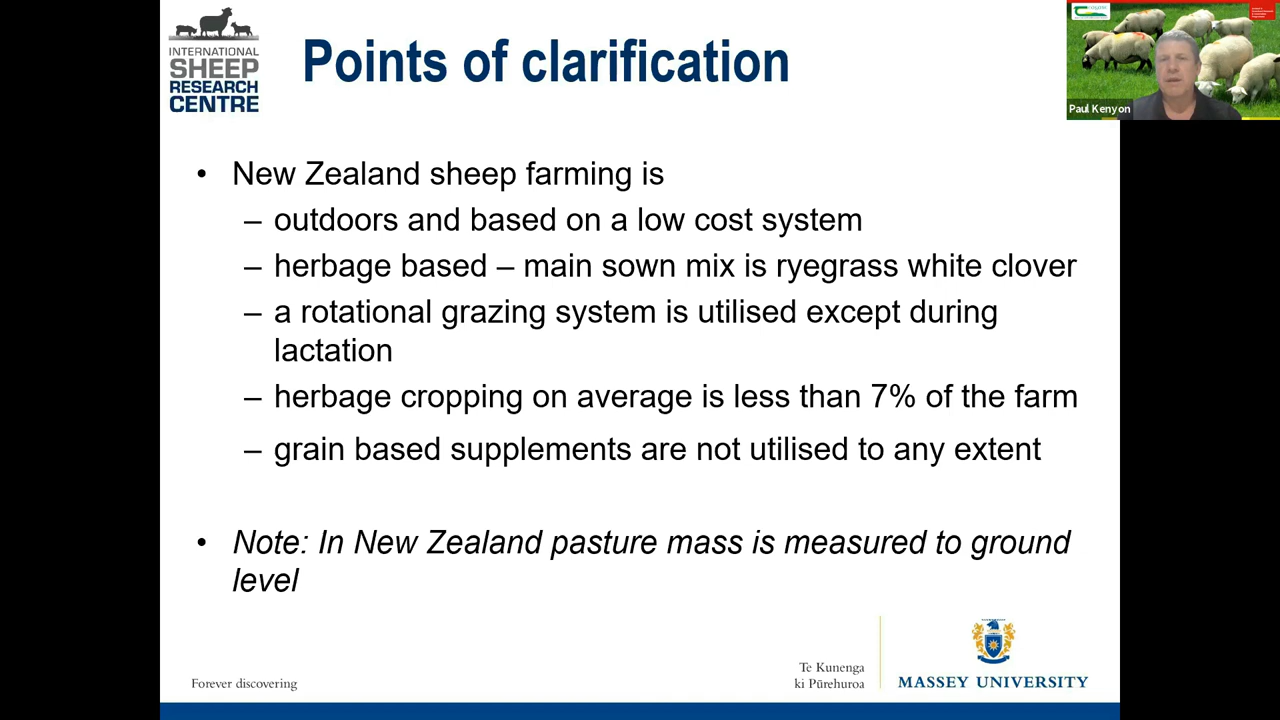 INTERNATIONAL
SHEEP
RESEARCH
CENTRE
Points of clarification
Paul Kenyon
• New Zealand sheep farming is
– outdoors and based on a low cost system
– herbage based – main sown mix is ryegrass white clover
– a rotational grazing system is utilised except during
lactation
– herbage cropping on average is less than 7% of the farm
– grain based supplements are not utilised to any extent
• Note: In New Zealand pasture mass is measured to ground
level
Forever discovering
Te Kunenga
ki Pūrehuroa
MASSEY UNIVERSITY